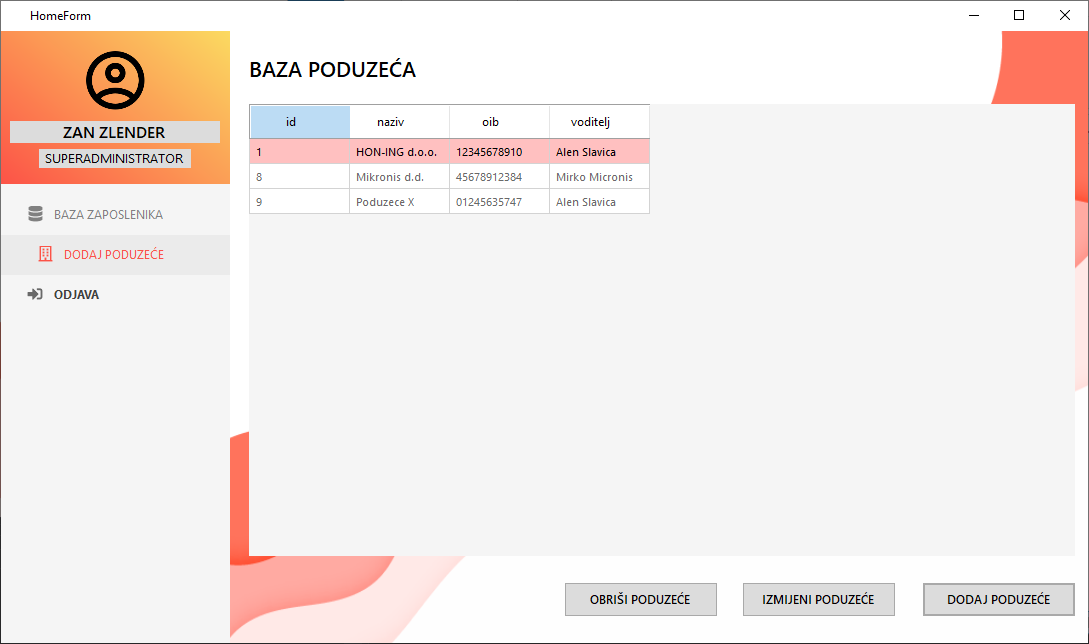 HomeForm
ZAN ZLENDER
SUPERADMINISTRATOR
BAZA ZAPOSLENIKA
DODAJ PODUZEĆE
ODJAVA
BAZA PODUZEĆA
id naziv oib voditelj
1 HON-ING d.o.o. 12345678910 Alen Slavica
8 Mikronis d.d. 45678912384 Mirko Micronis
9 Poduzece X 01245635747 Alen Slavica
OBRIŠI PODUZEĆE IZMIJENI PODUZEĆE DODAJ PODUZEĆE